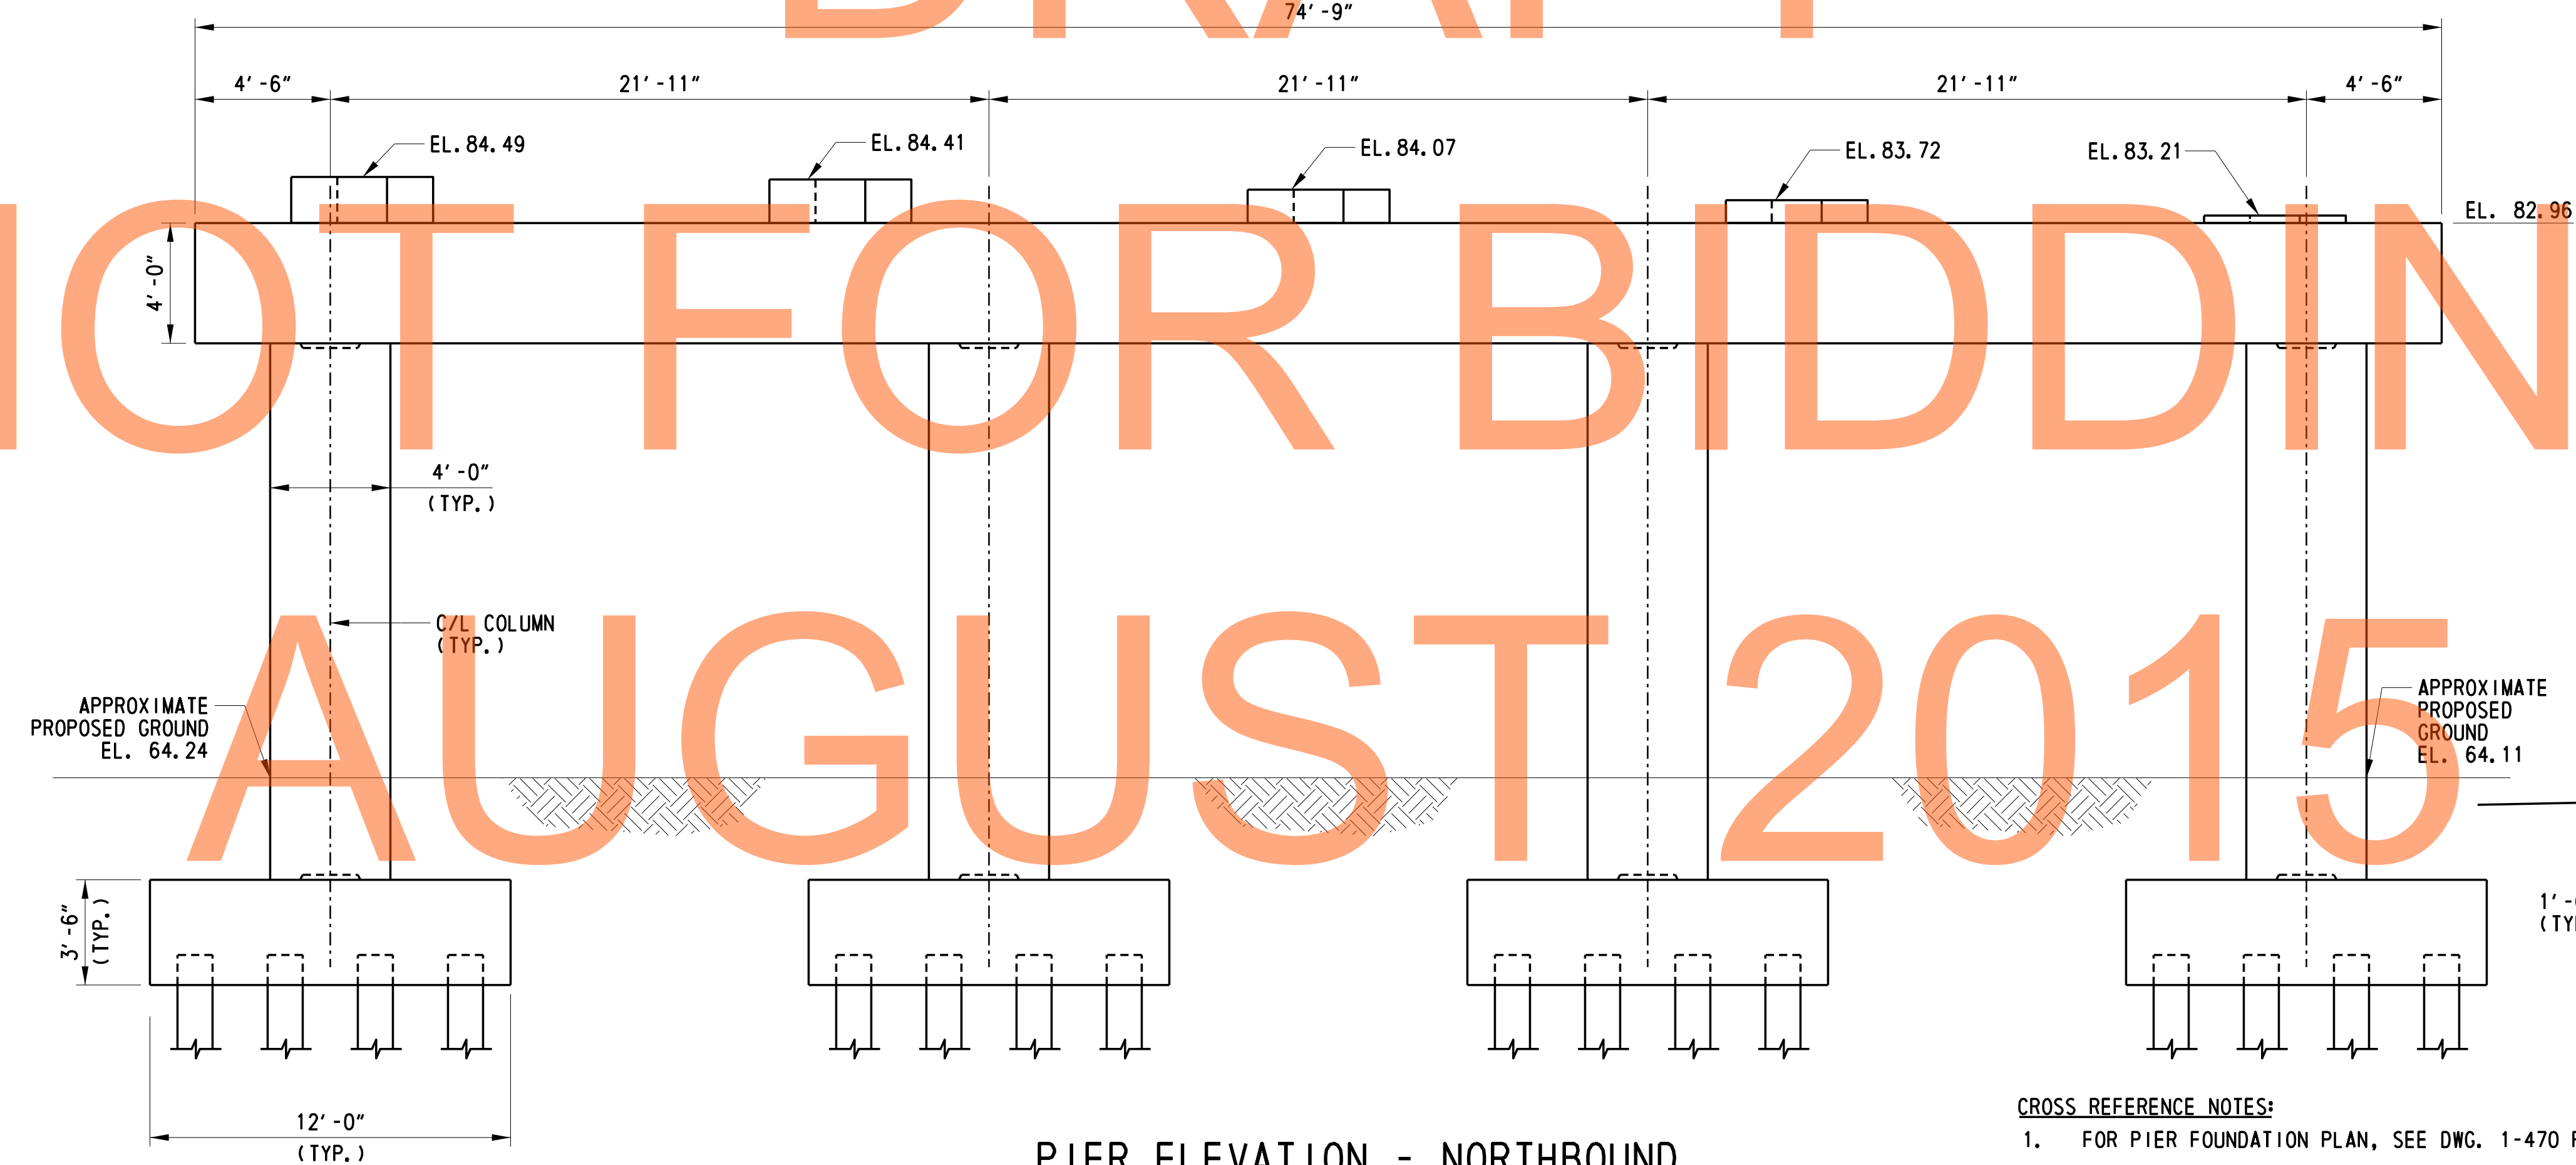 DRAFT
74'-9"
4'-6"
21'-11"
21'-11"
21'-11"
4'-6"
EL.84.49
EL.84.41
EL.84.07
EL.83.72
EL.83.21
EL. 82.96
4'-0"
NOT FOR BIDDIN
4'-0"
(TYP.)
C/L COLUMN
(TYP.)
AUGUST 2015
APPROXIMATE
PROPOSED GROUND
EL. 64.24
APPROXIMATE
PROPOSED
GROUND
EL. 64.11
3'-6"
(TYP.)
12'-0"
(TYP.)
CROSS REFERENCE NOTES:
1. FOR PIER FOUNDATION PLAN, SEE DWG. 1-470
PIER ELEVATION - NORTHBOUND